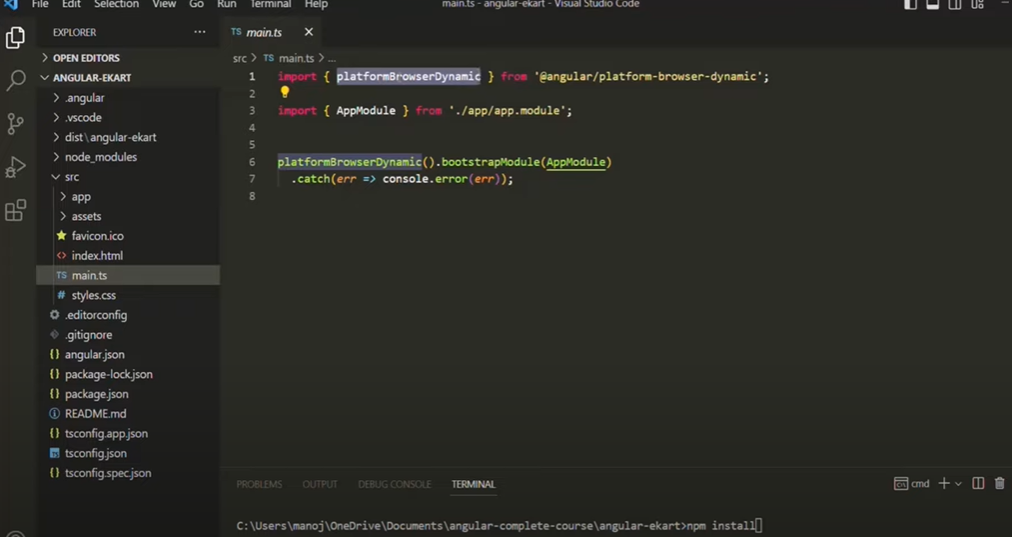 File Edit Selection View Go Run Terminal Help
main.ts - angular-ekart - Visual Studio Code
EXPLORER ...
OPEN EDITORS
ANGULAR-EKART
.angular
.vscode
dist\angular-ekart
node_modules
src
app
assets
favicon.ico
<> index.html
TS main.ts
# styles.css
.editorconfig
.gitignore
{} angular.json
{} package-lock.json
{} package.json
README.md
{} tsconfig.app.json
tsconfig.json
{} tsconfig.spec.json
TS main.ts
src > TS main.ts > ...
1 import { platformBrowserDynamic } from '@angular/platform-browser-dynamic';
2
3 import { AppModule } from './app/app.module';
4
5
6 platformBrowserDynamic().bootstrapModule(AppModule)
7 .catch(err => console.error(err));
8
PROBLEMS OUTPUT DEBUG CONSOLE TERMINAL
cmd
C:\Users\manoj\OneDrive\Documents\angular-complete-course\angular-ekart>npm install